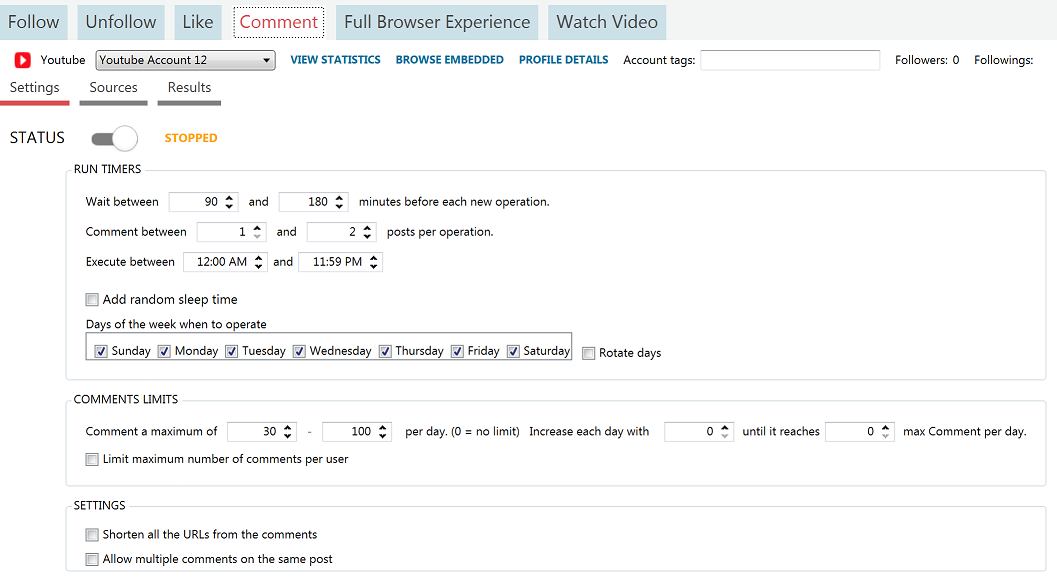 Follow Unfollow Like Comment Full Browser Experience Watch Video
Youtube Youtube Account 12 VIEW STATISTICS BROWSE EMBEDDED PROFILE DETAILS Account tags: Followers: 0 Followings:
Settings Sources Results
STATUS STOPPED
RUN TIMERS
Wait between 90 and 180 minutes before each new operation.
Comment between 1 and 2 posts per operation.
Execute between 12:00 AM and 11:59 PM
Add random sleep time
Days of the week when to operate
Sunday Monday Tuesday Wednesday Thursday Friday Saturday Rotate days
COMMENTS LIMITS
Comment a maximum of 30 - 100 per day. (0 = no limit) Increase each day with 0 until it reaches 0 max Comment per day.
Limit maximum number of comments per user
SETTINGS
Shorten all the URLs from the comments
Allow multiple comments on the same post